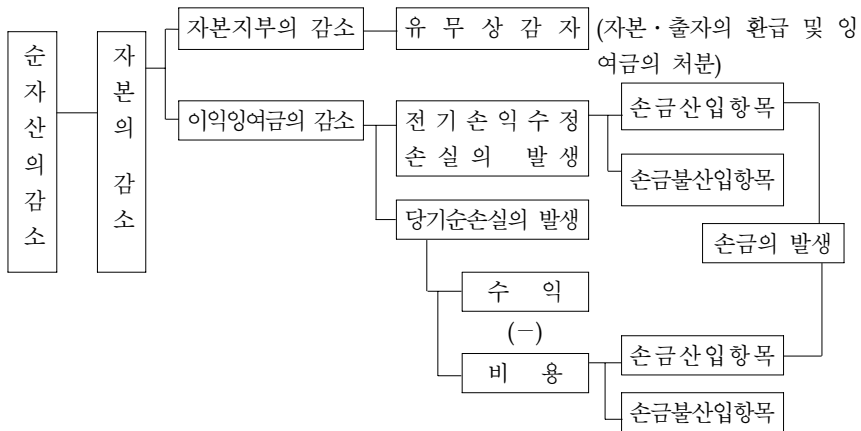 순자산의감소
자본의 감소
자본지부의 감소
유 무 상 감 자
(자본·출자의 환급 및 잉
여금의 처분)
이익잉여금의 감소
전 기 손 익 수 정
손 실 의 발 생
손금산입항목
손금불산입항목
당기순손실의 발생
손금의 발생
수 익
(－)
비 용
손금산입항목
손금불산입항목